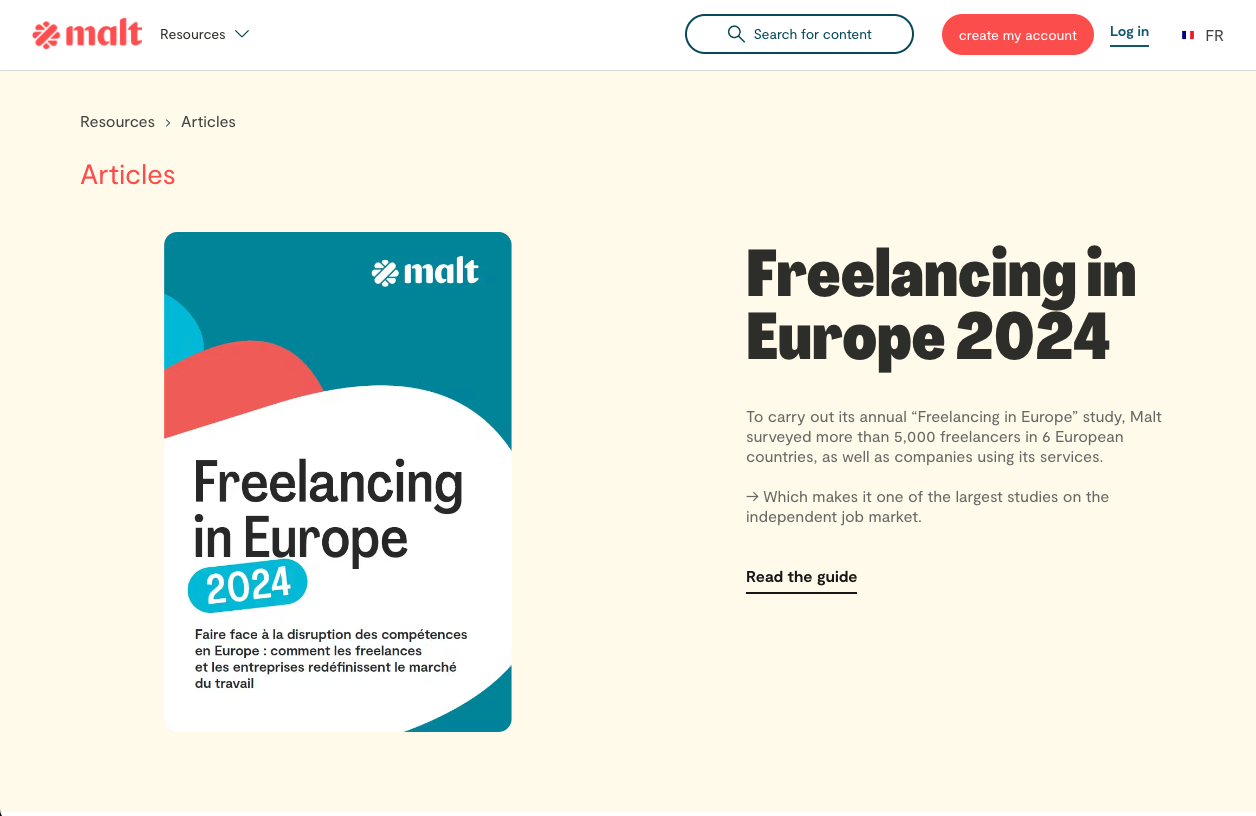 malt
Resources
Search for content
create my account
Log in
FR
Resources > Articles
Articles
malt
Freelancing
in Europe
2024
Faire face à la disruption des compétences
en Europe : comment les freelances
et les entreprises redéfinissent le marché
du travail
Freelancing in
Europe 2024
To carry out its annual “Freelancing in Europe” study, Malt
surveyed more than 5,000 freelancers in 6 European
countries, as well as companies using its services.
→ Which makes it one of the largest studies on the
independent job market.
Read the guide